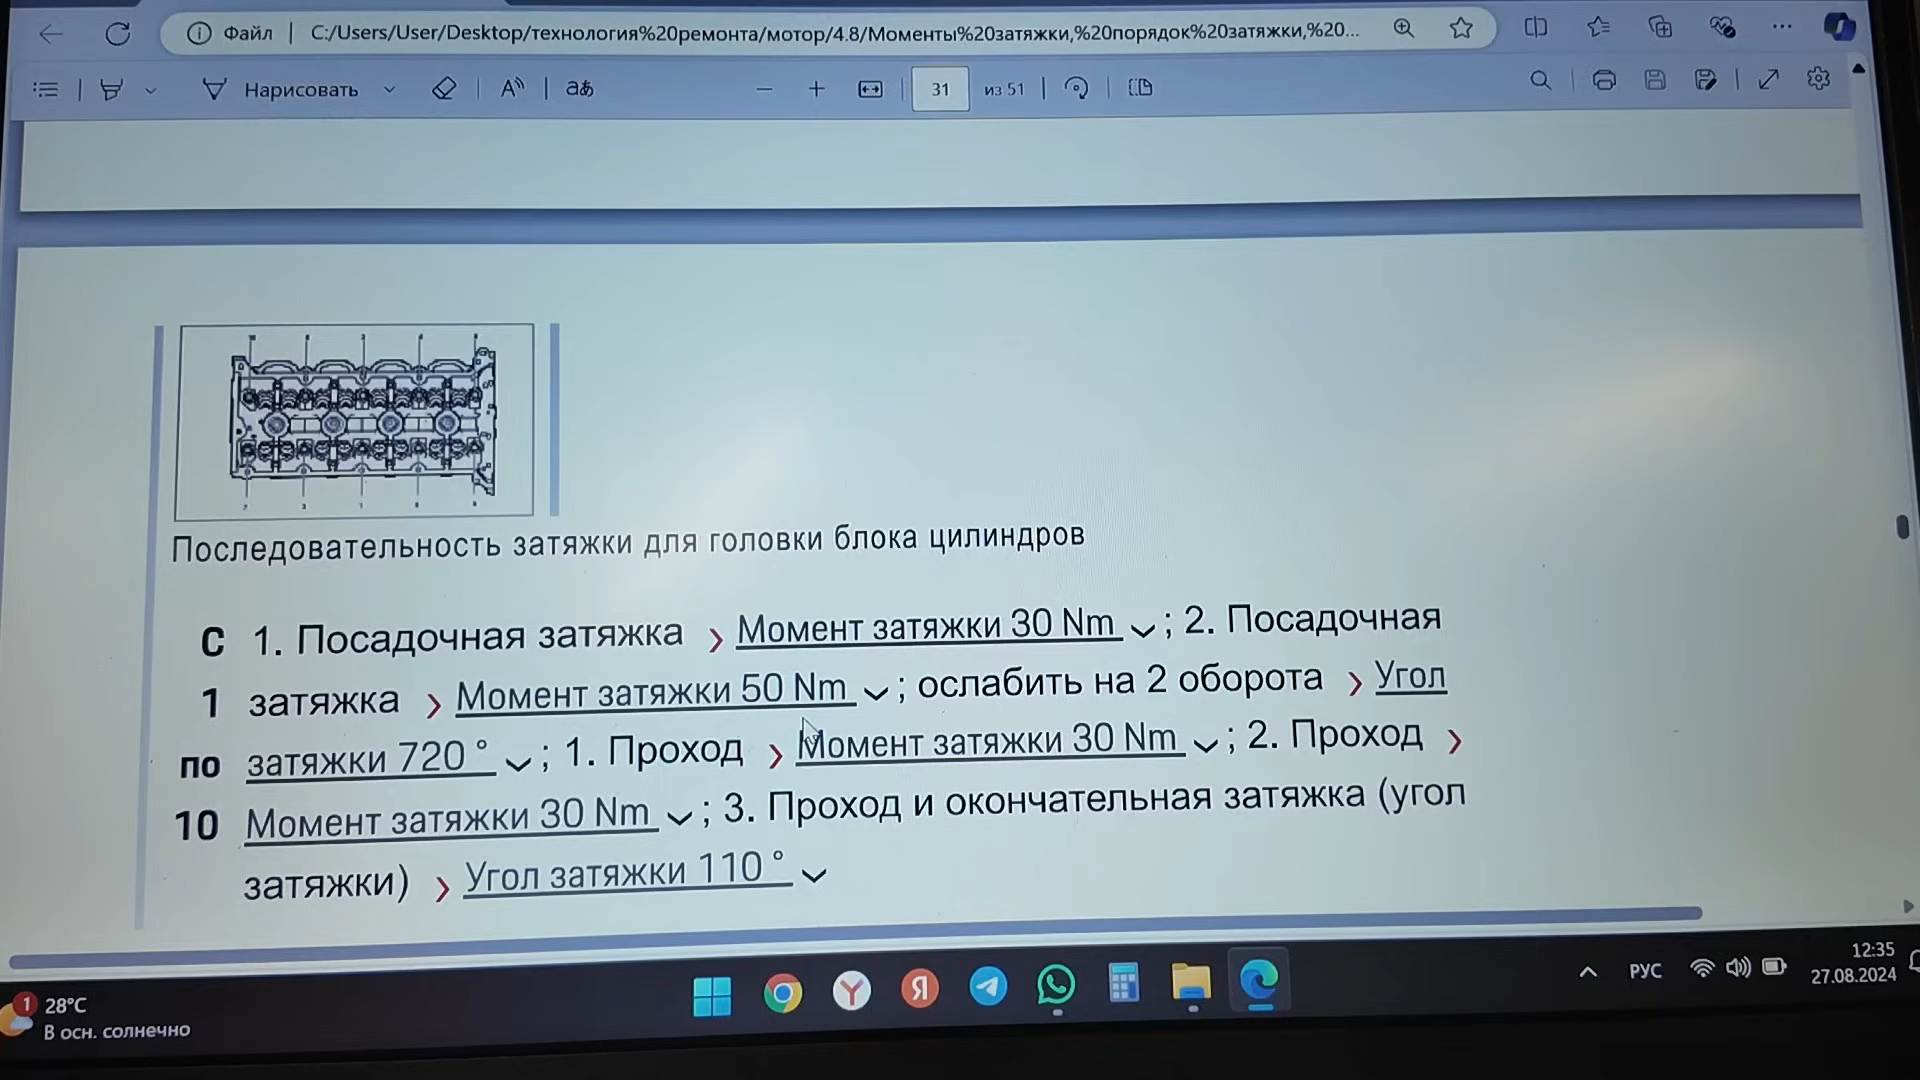 Файл | C:/Users/User/Desktop/технология%20ремонта/мотор/4.8/Моменты%20затяжки,%20порядок%20затяжки,%20...
Нарисовать
31 из 51
Последовательность затяжки для головки блока цилиндров
С 1. Посадочная затяжка › Момент затяжки 30 Nm ; 2. Посадочная
1 затяжка › Момент затяжки 50 Nm ; ослабить на 2 оборота › Угол
по затяжки 720 ° ; 1. Проход › Момент затяжки 30 Nm ; 2. Проход ›
10 Момент затяжки 30 Nm ; 3. Проход и окончательная затяжка (угол
затяжки) › Угол затяжки 110 °
1 28°C
В осн. солнечно
РУС
12:35
27.08.2024